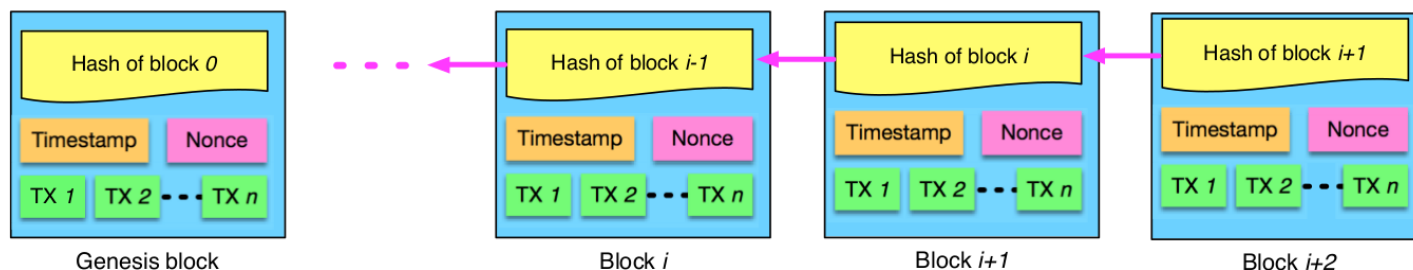 Hash of block 0
Timestamp Nonce
TX 1 TX 2 TX n
Genesis block
Hash of block i-1
Timestamp Nonce
TX 1 TX 2 TX n
Block i
Hash of block i
Timestamp Nonce
TX 1 TX 2 TX n
Block i+1
Hash of block i+1
Timestamp Nonce
TX 1 TX 2 TX n
Block i+2